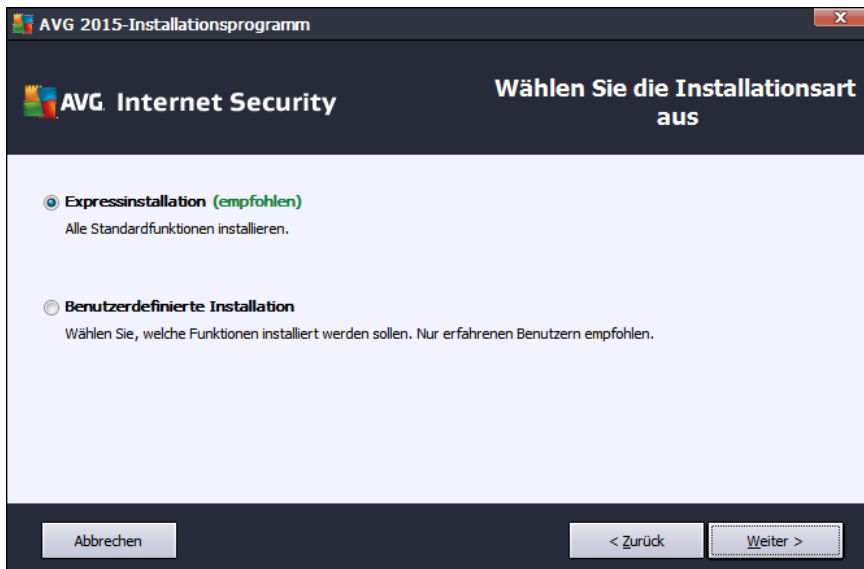 AVG 2015-Installationsprogramm
AVG Internet Security
Wählen Sie die Installationsart
aus
Expressinstallation (empfohlen)
Alle Standardfunktionen installieren.
Benutzerdefinierte Installation
Wählen Sie, welche Funktionen installiert werden sollen. Nur erfahrenen Benutzern empfohlen.
Abbrechen
< Zurück
Weiter >